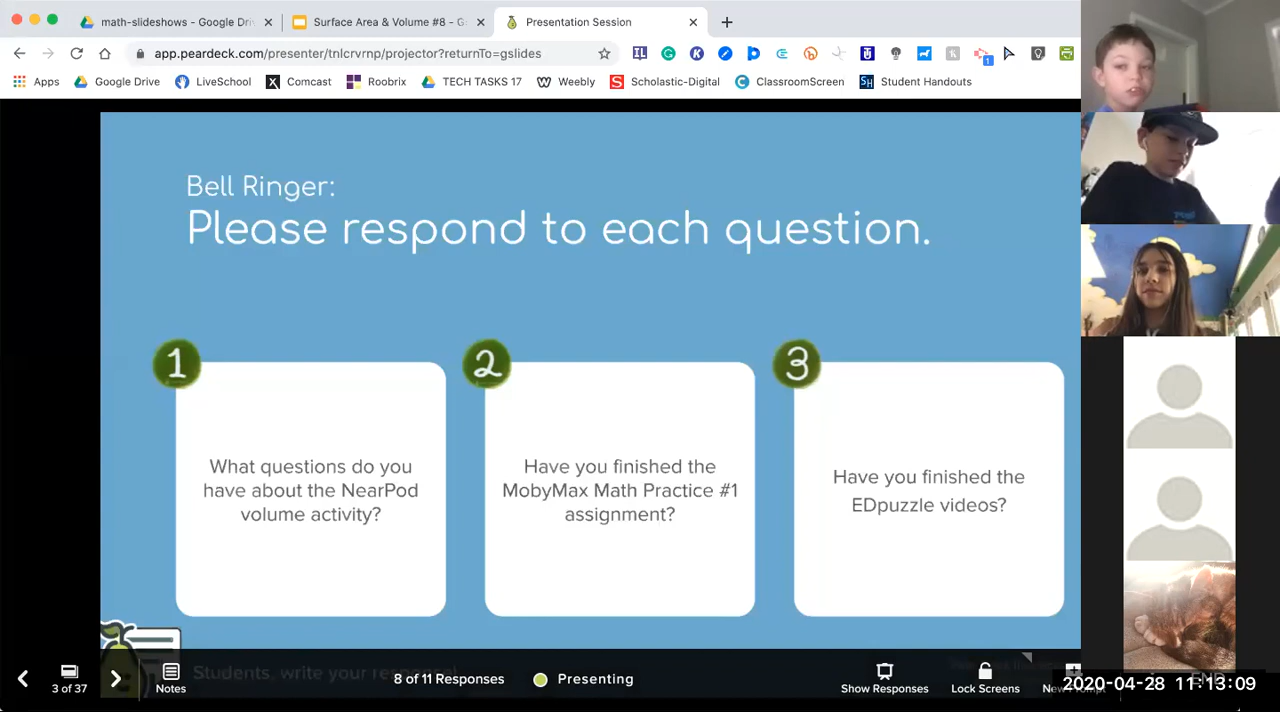 math-slideshows - Google Dri
Surface Area & Volume #8 - G
Presentation Session
app.peardeck.com/presenter/tnlcrvrnp/projector?returnTo=gslides
Apps
Google Drive
LiveSchool
Comcast
Roobrix
TECH TASKS 17
Weebly
Scholastic-Digital
ClassroomScreen
Student Handouts
Bell Ringer:
Please respond to each question.
1
What questions do you
have about the NearPod
volume activity?
2
Have you finished the
MobyMax Math Practice #1
assignment?
3
Have you finished the
EDpuzzle videos?
Students, write your response!
3 of 37
Notes
8 of 11 Responses
Presenting
Show Responses
Lock Screens
New Prompt
END
2020-04-28 11:13:09